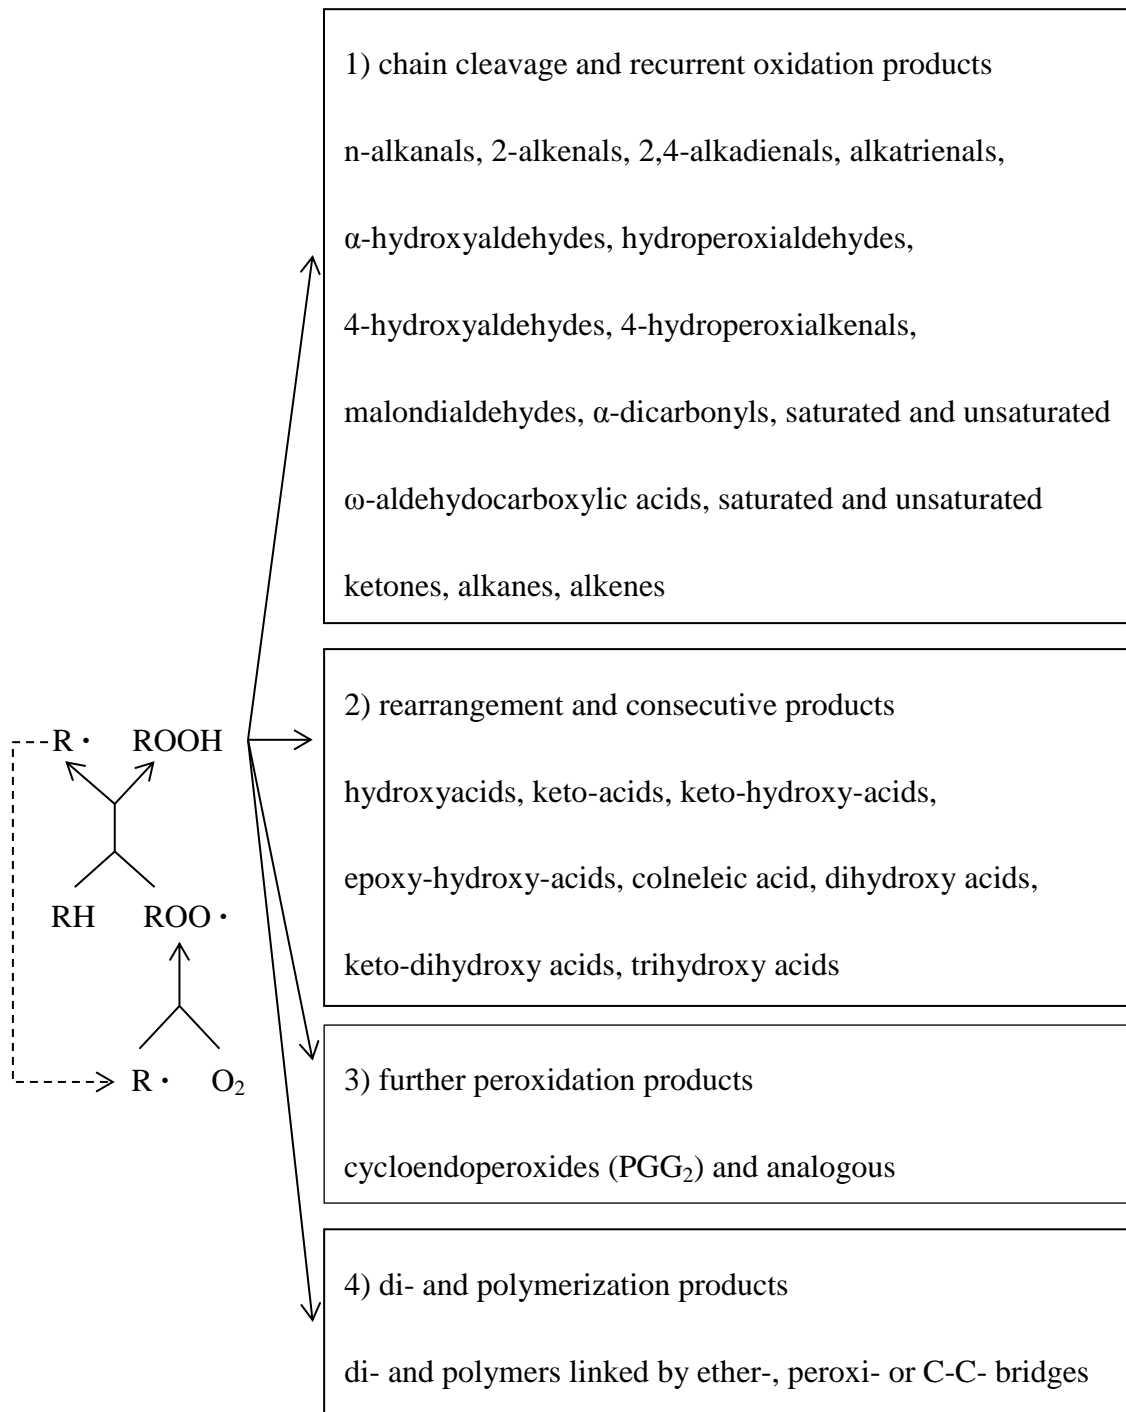 1) chain cleavage and recurrent oxidation products
n-alkanals, 2-alkenals, 2,4-alkadienals, alkatrienals,
α-hydroxyaldehydes, hydroperoxialdehydes,
4-hydroxyaldehydes, 4-hydroperoxialkenals,
malondialdehydes, α-dicarbonyls, saturated and unsaturated
ω-aldehydocarboxylic acids, saturated and unsaturated
ketones, alkanes, alkenes
2) rearrangement and consecutive products
hydroxyacids, keto-acids, keto-hydroxy-acids,
epoxy-hydroxy-acids, colneleic acid, dihydroxy acids,
keto-dihydroxy acids, trihydroxy acids
3) further peroxidation products
cycloendoperoxides (PGG₂) and analogous
4) di- and polymerization products
di- and polymers linked by ether-, peroxi- or C-C- bridges
R · ROOH
RH ROO ·
R · O₂